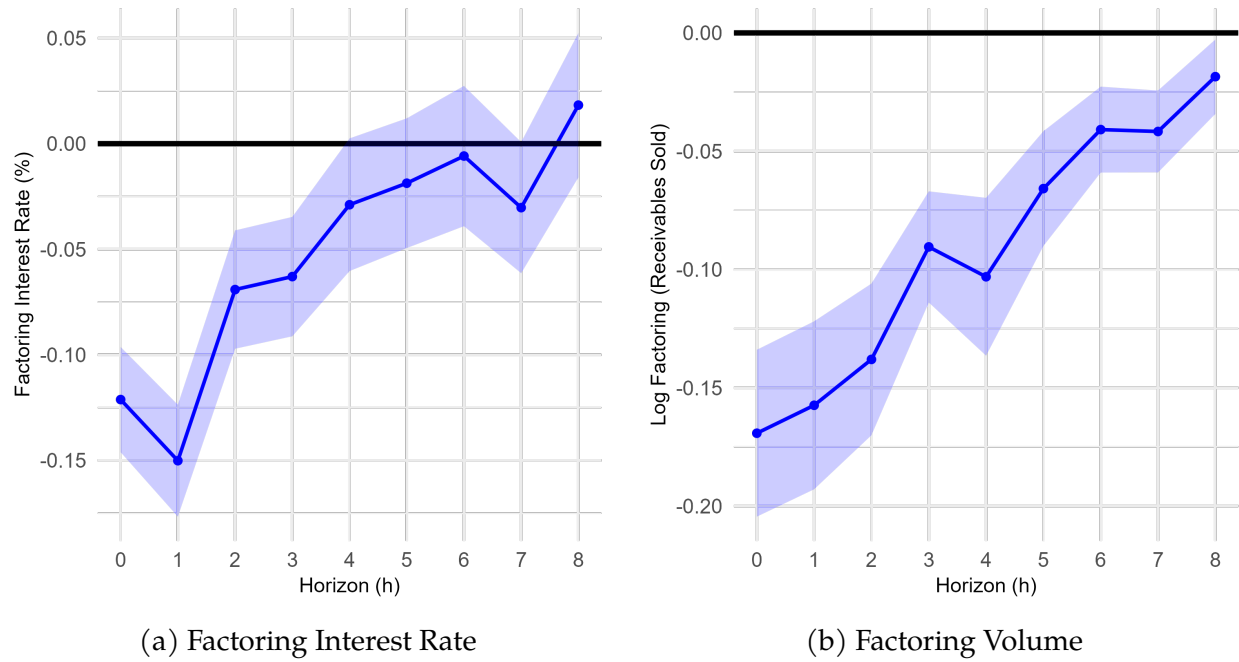 Factoring Interest Rate (%)
0.05
0.00
-0.05
-0.10
-0.15
0 1 2 3 4 5 6 7 8
Horizon (h)
(a) Factoring Interest Rate
Log Factoring (Receivables Sold)
0.00
-0.05
-0.10
-0.15
-0.20
0 1 2 3 4 5 6 7 8
Horizon (h)
(b) Factoring Volume